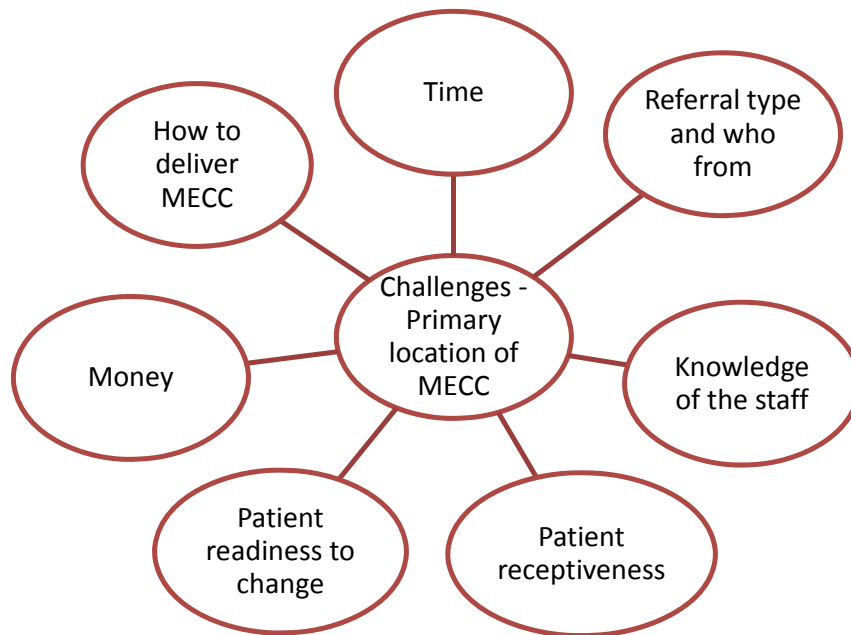 Time
Referral type
and who
from
How to
deliver
MECC
Challenges -
Primary
location of
MECC
Money
Knowledge
of the staff
Patient
readiness to
change
Patient
receptiveness